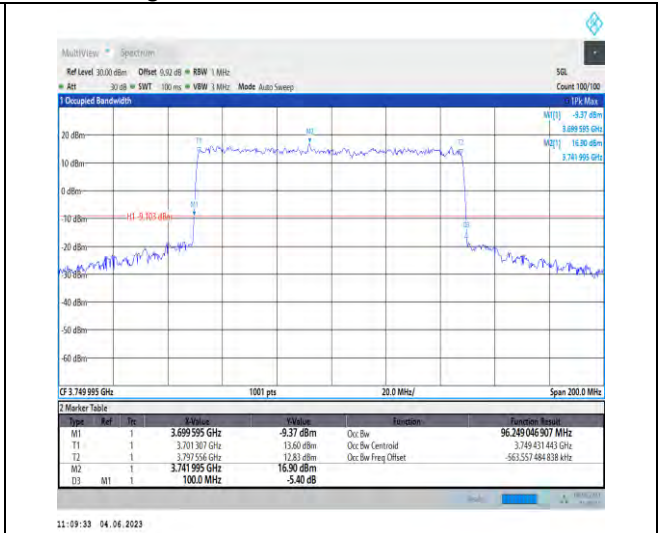 MultiView Spectrum
Ref Level 30.00 dBm Offset 9.92 dB RBW 1 MHz SGL
Att 30 dB SWT 100 ms VBW 3 MHz Mode Auto Sweep Count 100/100
1 Occupied Bandwidth 1Pk Max
M1[1] -9.37 dBm
3.699 595 GHz
M2[1] 16.90 dBm
3.741 995 GHz
20 dBm
M2
T1
T2
10 dBm
0 dBm
M1
-10 dBm
H1 -9.103 dBm
D3
-20 dBm
-30 dBm
-40 dBm
-50 dBm
-60 dBm
CF 3.749 995 GHz 1001 pts 20.0 MHz/ Span 200.0 MHz
2 Marker Table
Type Ref Trc X-Value Y-Value Function Function Result
M1 1 3.699 595 GHz -9.37 dBm Occ Bw 96.249 046 907 MHz
T1 1 3.701 307 GHz 13.60 dBm Occ Bw Centroid 3.749 431 443 GHz
T2 1 3.797 556 GHz 12.83 dBm Occ Bw Freq Offset -563.557 484 838 kHz
M2 1 3.741 995 GHz 16.90 dBm
D3 M1 1 100.0 MHz -5.40 dB
11:09:33 04.06.2023